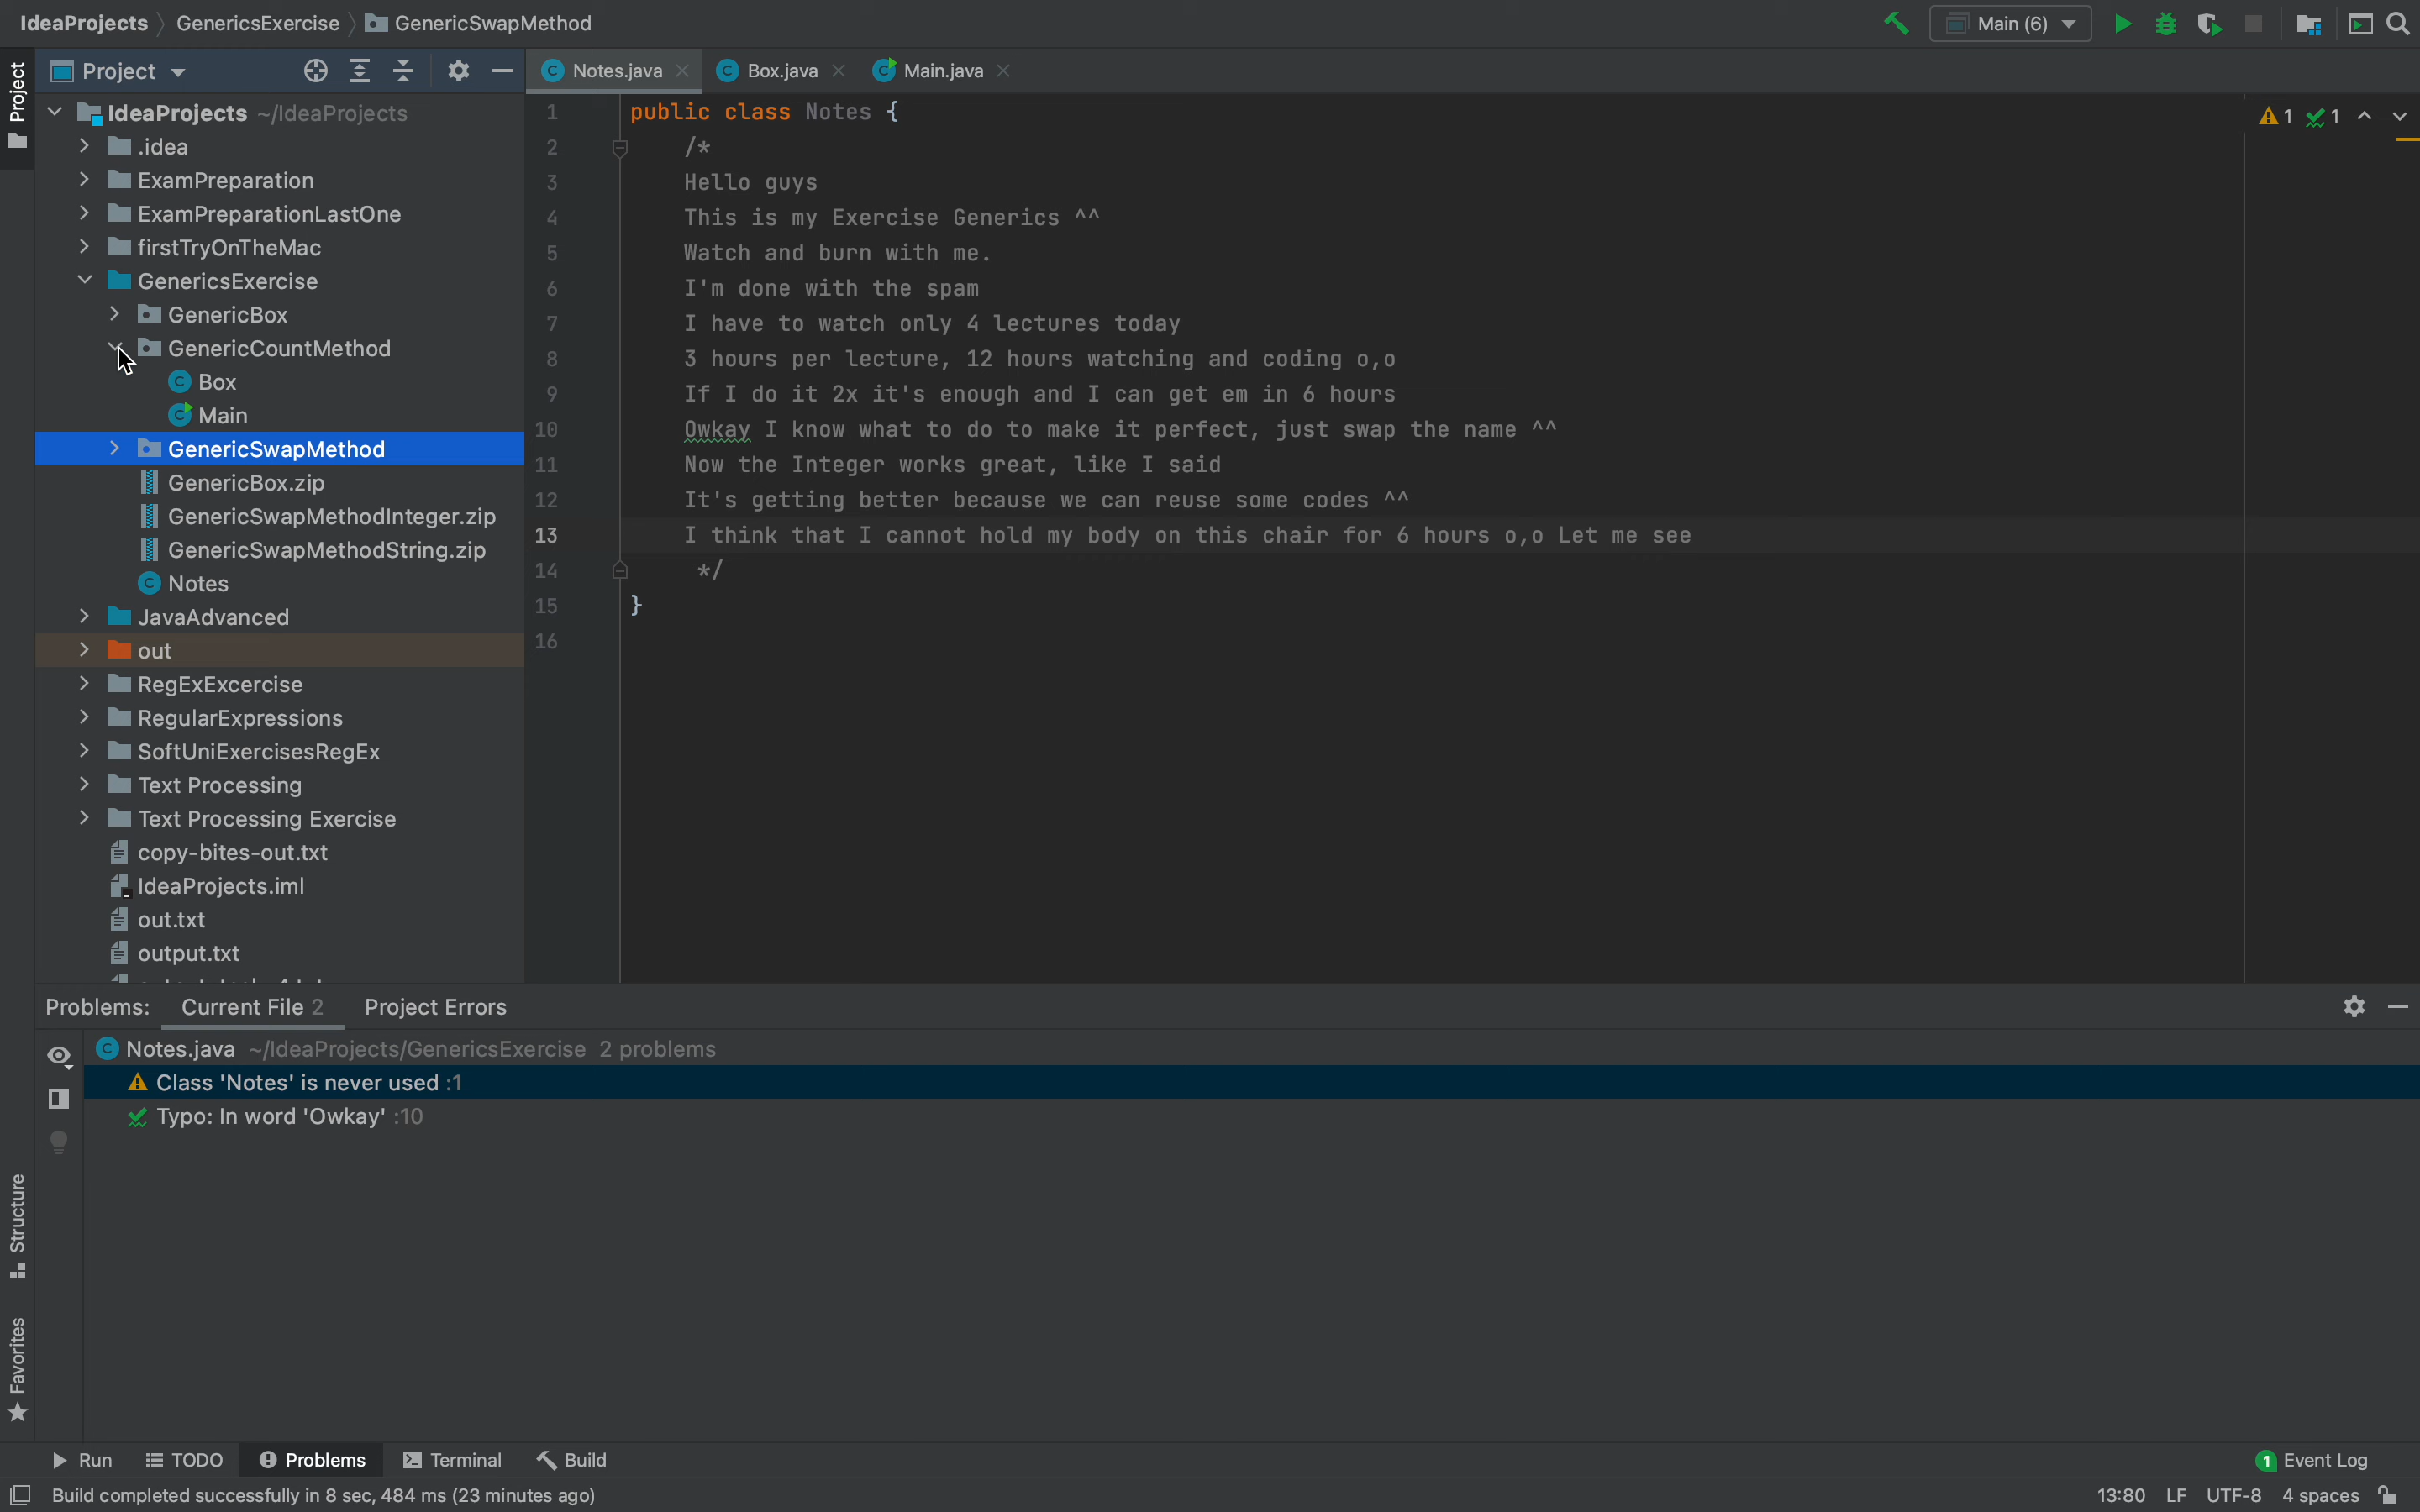 IdeaProjects GenericsExercise GenericSwapMethod
Main (6)
Project
Project
Notes.java Box.java Main.java
IdeaProjects ~/IdeaProjects
.idea
ExamPreparation
ExamPreparationLastOne
firstTryOnTheMac
GenericsExercise
GenericBox
GenericCountMethod
Box
Main
GenericSwapMethod
GenericBox.zip
GenericSwapMethodInteger.zip
GenericSwapMethodString.zip
Notes
JavaAdvanced
out
RegExExcercise
RegularExpressions
SoftUniExercisesRegEx
Text Processing
Text Processing Exercise
copy-bites-out.txt
IdeaProjects.iml
out.txt
output.txt
1 public class Notes {
2 /*
3 Hello guys
4 This is my Exercise Generics ^^
5 Watch and burn with me.
6 I'm done with the spam
7 I have to watch only 4 lectures today
8 3 hours per lecture, 12 hours watching and coding o,o
9 If I do it 2x it's enough and I can get em in 6 hours
10 Owkay I know what to do to make it perfect, just swap the name ^^
11 Now the Integer works great, like I said
12 It's getting better because we can reuse some codes ^^
13 I think that I cannot hold my body on this chair for 6 hours o,o Let me see
14 */
15 }
16
1 1
Problems: Current File 2 Project Errors
Notes.java ~/IdeaProjects/GenericsExercise 2 problems
Class 'Notes' is never used :1
Typo: In word 'Owkay' :10
Structure
Favorites
Run TODO Problems Terminal Build
1 Event Log
Build completed successfully in 8 sec, 484 ms (23 minutes ago)
13:80 LF UTF-8 4 spaces